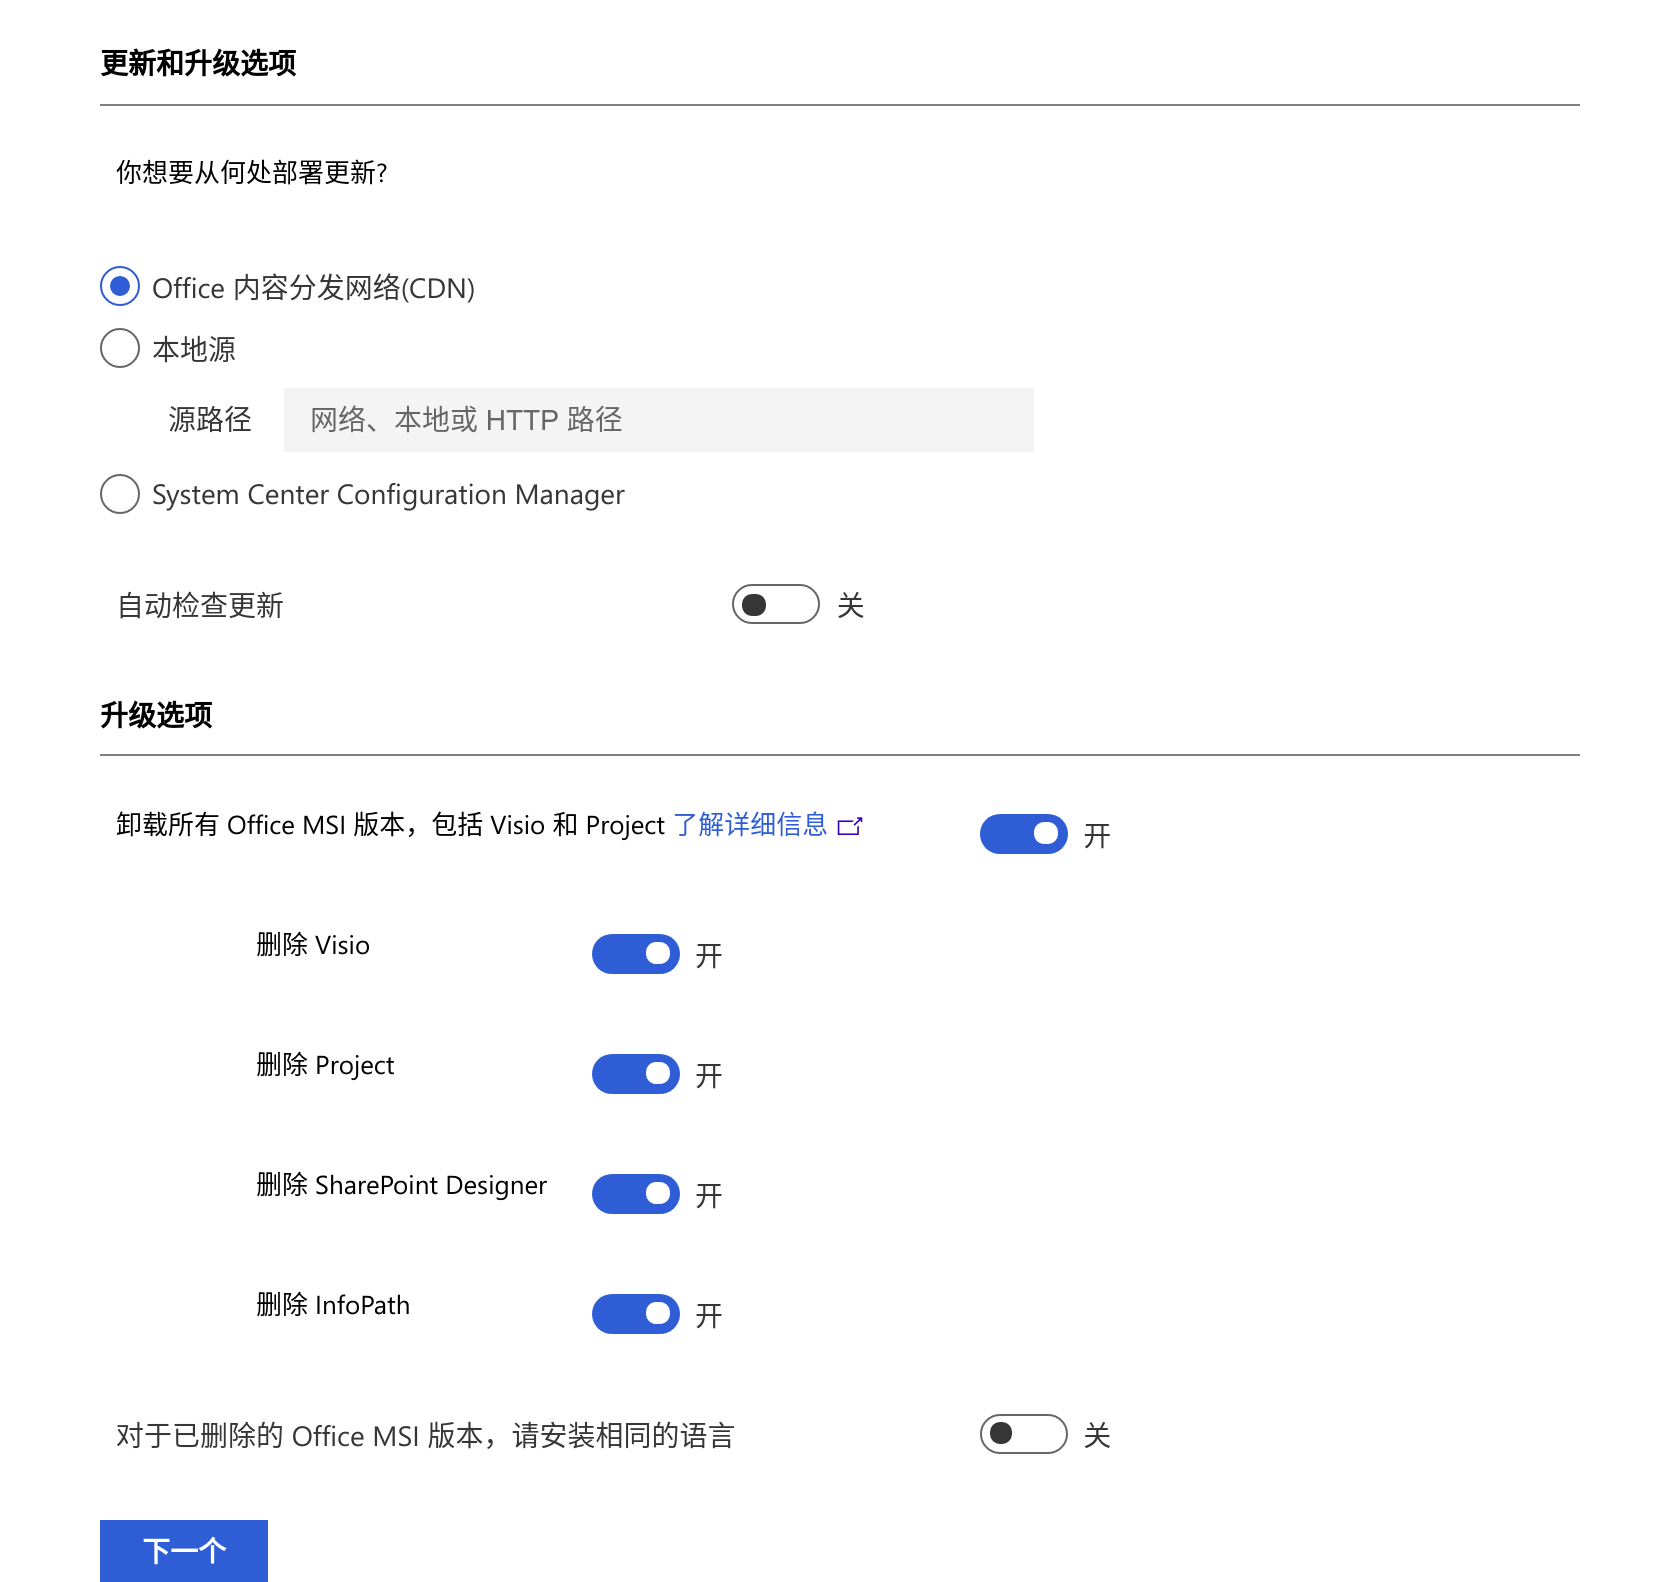 更新和升级选项
你想要从何处部署更新?
Office 内容分发网络(CDN)
本地源
源路径 网络、本地或 HTTP 路径
System Center Configuration Manager
自动检查更新 关
升级选项
卸载所有 Office MSI 版本，包括 Visio 和 Project 了解详细信息 开
删除 Visio 开
删除 Project 开
删除 SharePoint Designer 开
删除 InfoPath 开
对于已删除的 Office MSI 版本，请安装相同的语言 关
下一个